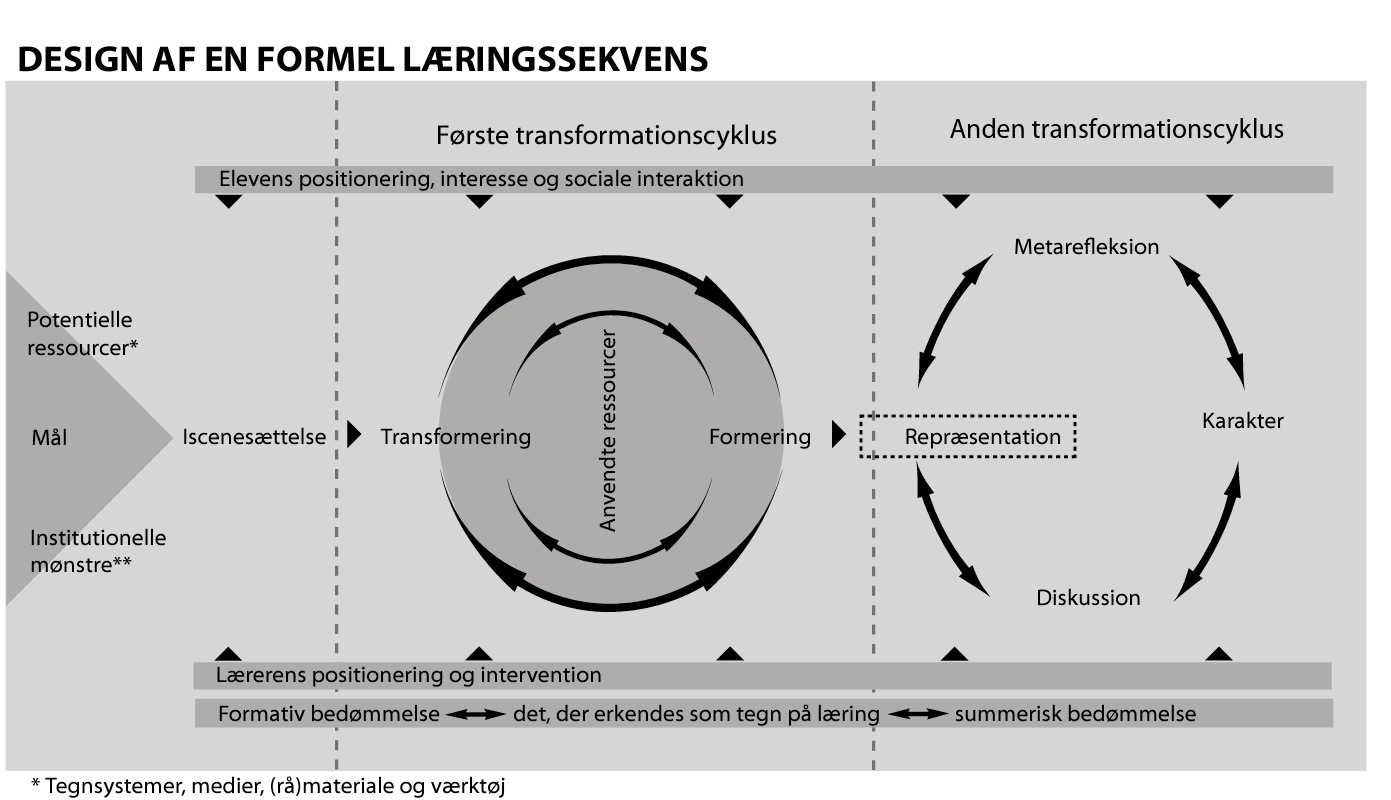 DESIGN AF EN FORMEL LÆRINGSSEKVENS
Første transformationscyklus
Anden transformationscyklus
Elevens positionering, interesse og sociale interaktion
Potentielle
ressourcer*
Mål
Institutionelle
mønstre**
Iscenesættelse
Transformering
Anvendte ressourcer
Formering
Repræsentation
Metarefleksion
Karakter
Diskussion
Lærerens positionering og intervention
Formativ bedømmelse det, der erkendes som tegn på læring summerisk bedømmelse
* Tegnsystemer, medier, (rå)materiale og værktøj